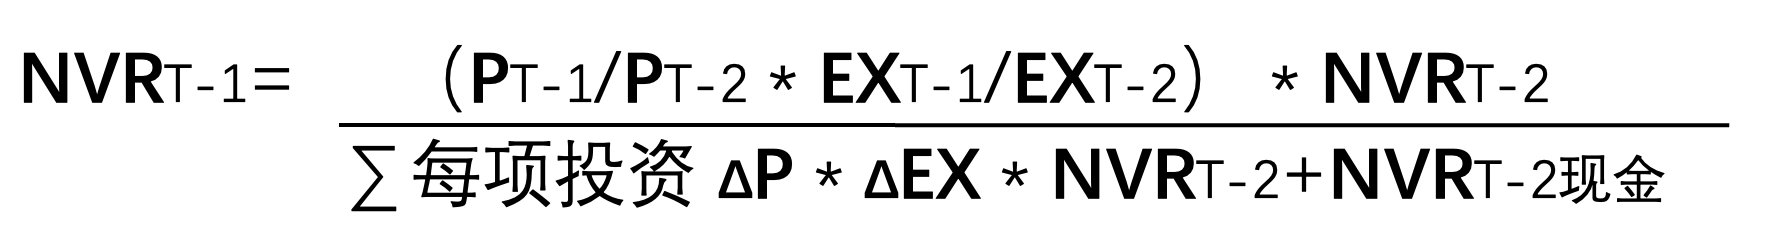 NVRT-1= （PT-1/PT-2 * EXT-1/EXT-2） * NVRT-2
∑每项投资 ΔP * ΔEX * NVRT-2+NVRT-2现金